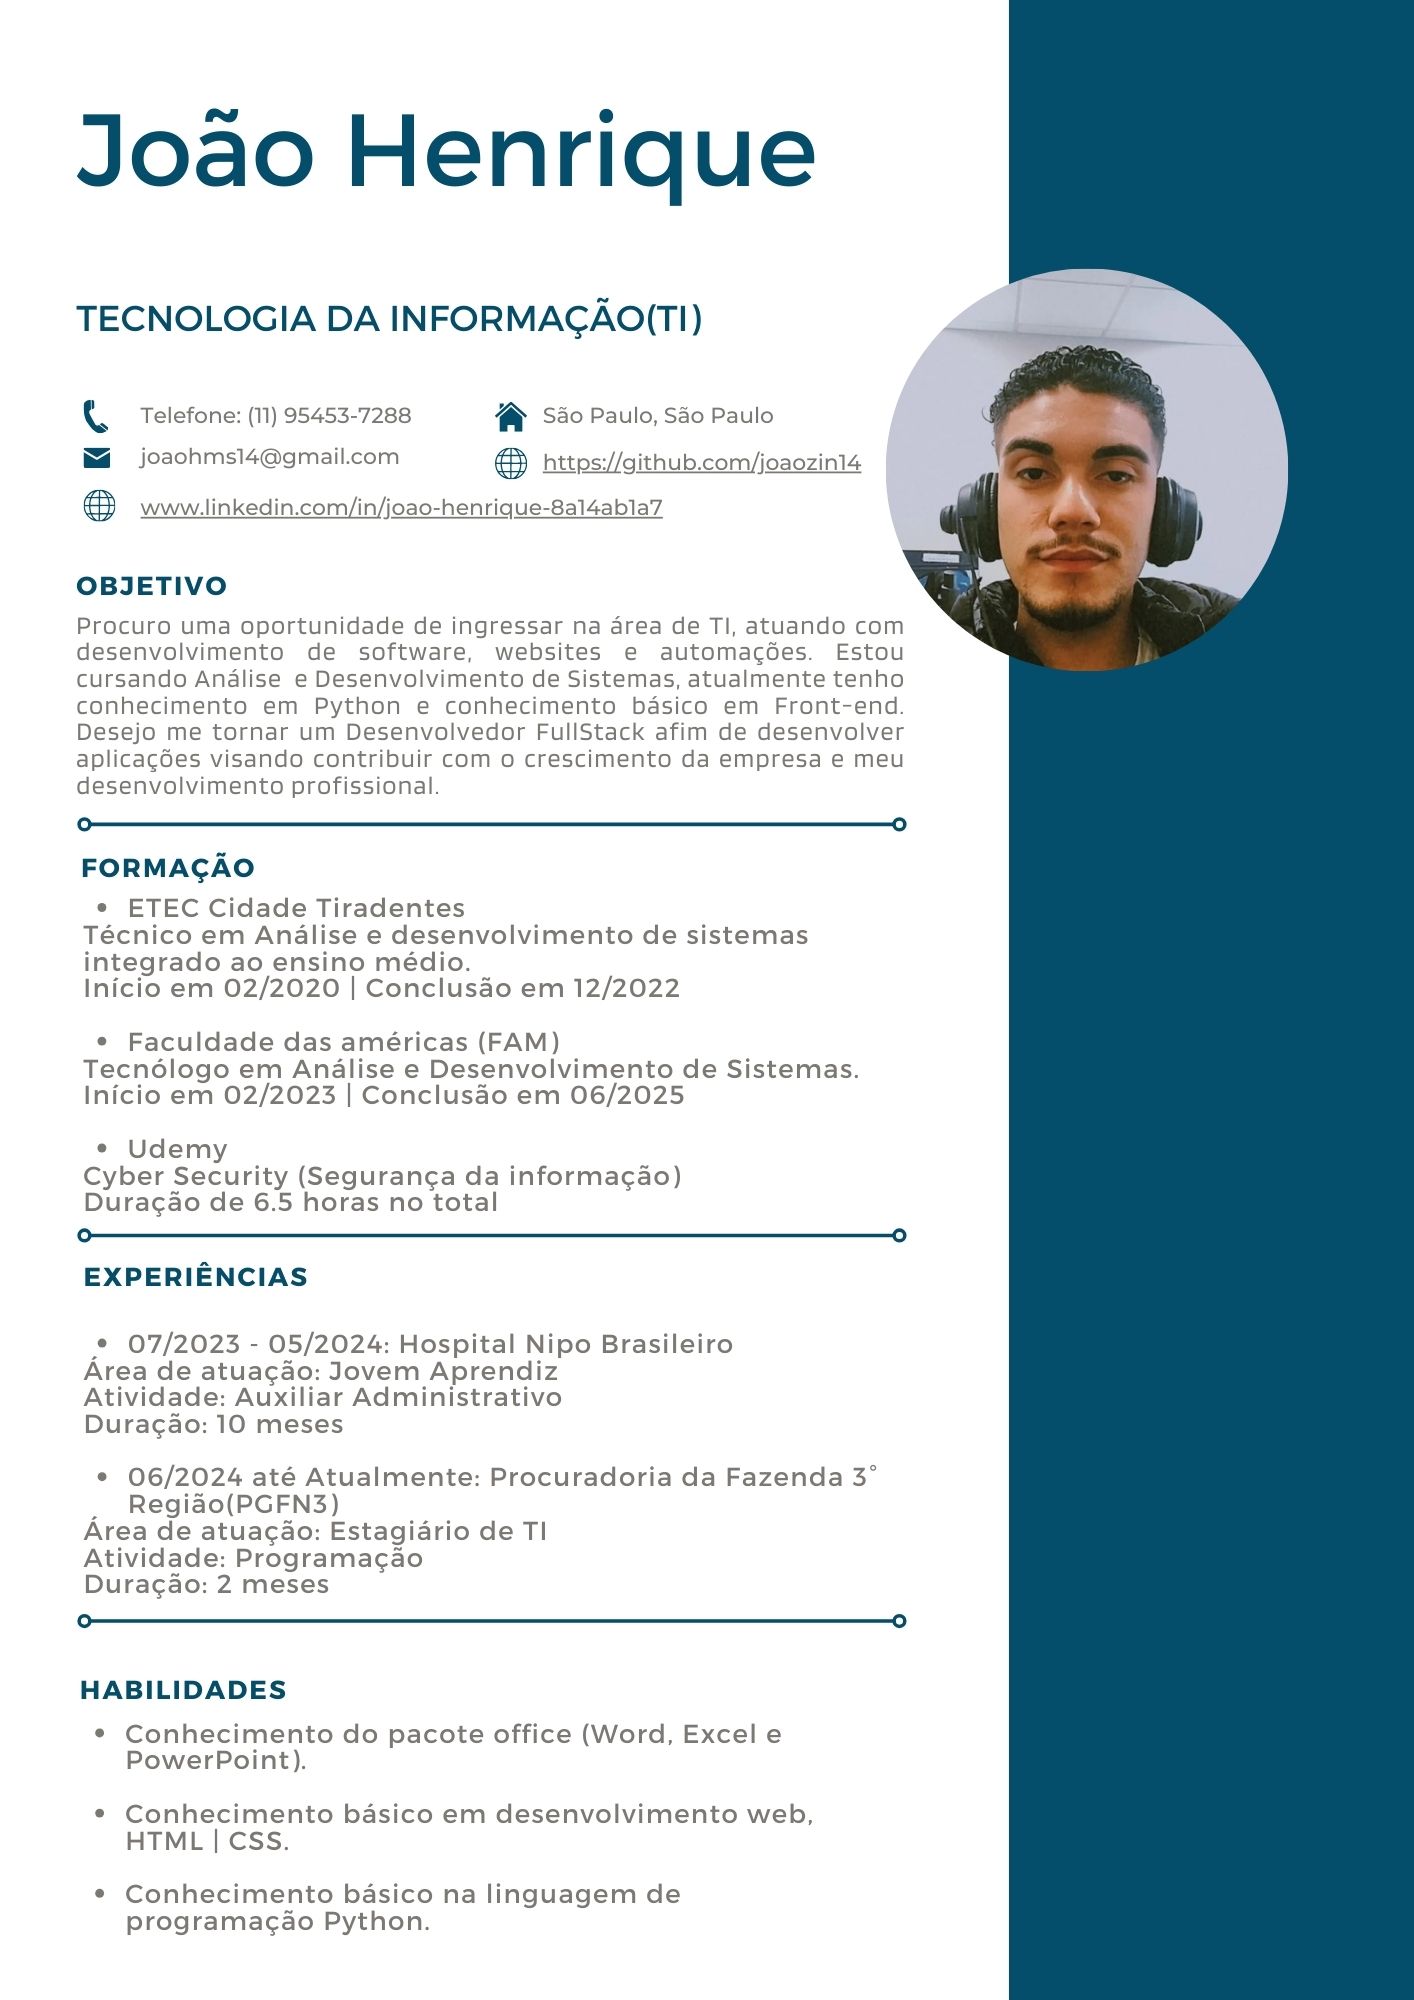 João Henrique
TECNOLOGIA DA INFORMAÇÃO(TI)
Telefone: (11) 95453-7288
São Paulo, São Paulo
joaohms14@gmail.com
https://github.com/joaozin14
www.linkedin.com/in/joao-henrique-8a14ab1a7
OBJETIVO
Procuro uma oportunidade de ingressar na área de TI, atuando com
desenvolvimento de software, websites e automações. Estou
cursando Análise e Desenvolvimento de Sistemas, atualmente tenho
conhecimento em Python e conhecimento básico em Front-end.
Desejo me tornar um Desenvolvedor FullStack afim de desenvolver
aplicações visando contribuir com o crescimento da empresa e meu
desenvolvimento profissional.
FORMAÇÃO
• ETEC Cidade Tiradentes
Técnico em Análise e desenvolvimento de sistemas
integrado ao ensino médio.
Início em 02/2020 | Conclusão em 12/2022
• Faculdade das américas (FAM)
Tecnólogo em Análise e Desenvolvimento de Sistemas.
Início em 02/2023 | Conclusão em 06/2025
• Udemy
Cyber Security (Segurança da informação)
Duração de 6.5 horas no total
EXPERIÊNCIAS
• 07/2023 - 05/2024: Hospital Nipo Brasileiro
Área de atuação: Jovem Aprendiz
Atividade: Auxiliar Administrativo
Duração: 10 meses
• 06/2024 até Atualmente: Procuradoria da Fazenda 3°
Região(PGFN3)
Área de atuação: Estagiário de TI
Atividade: Programação
Duração: 2 meses
HABILIDADES
• Conhecimento do pacote office (Word, Excel e
PowerPoint).
• Conhecimento básico em desenvolvimento web,
HTML | CSS.
• Conhecimento básico na linguagem de
programação Python.